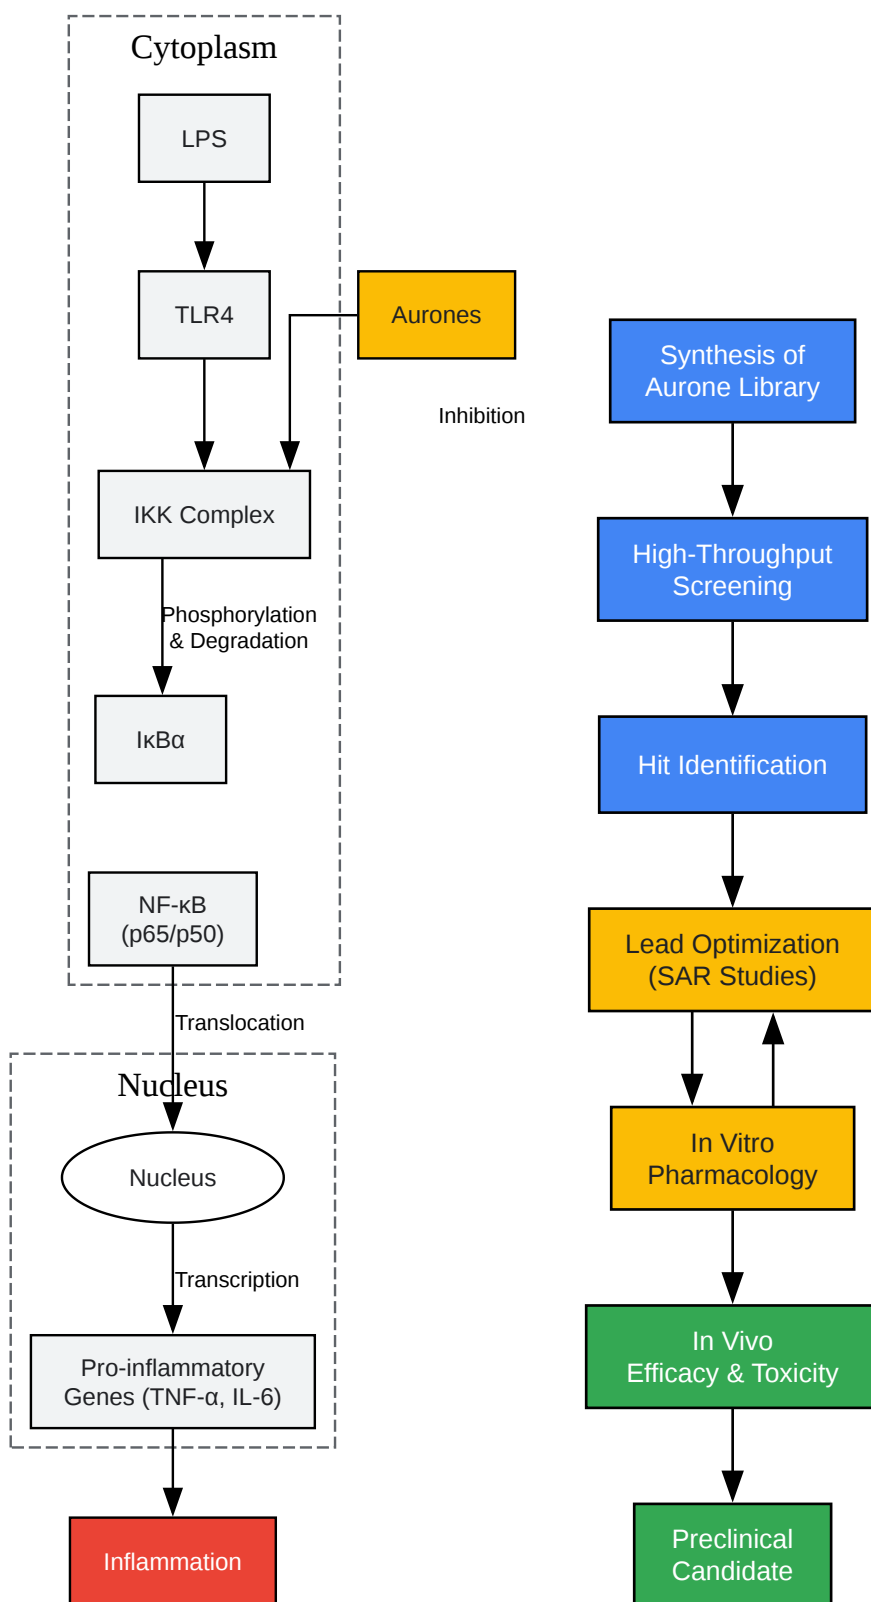 Cytoplasm
LPS
TLR4
Aurones
Inhibition
IKK Complex
Phosphorylation
& Degradation
IκBα
NF-κB
(p65/p50)
Translocation
Nucleus
Nucleus
Transcription
Pro-inflammatory
Genes (TNF-α, IL-6)
Inflammation
Synthesis of
Aurone Library
High-Throughput
Screening
Hit Identification
Lead Optimization
(SAR Studies)
In Vitro
Pharmacology
In Vivo
Efficacy & Toxicity
Preclinical
Candidate